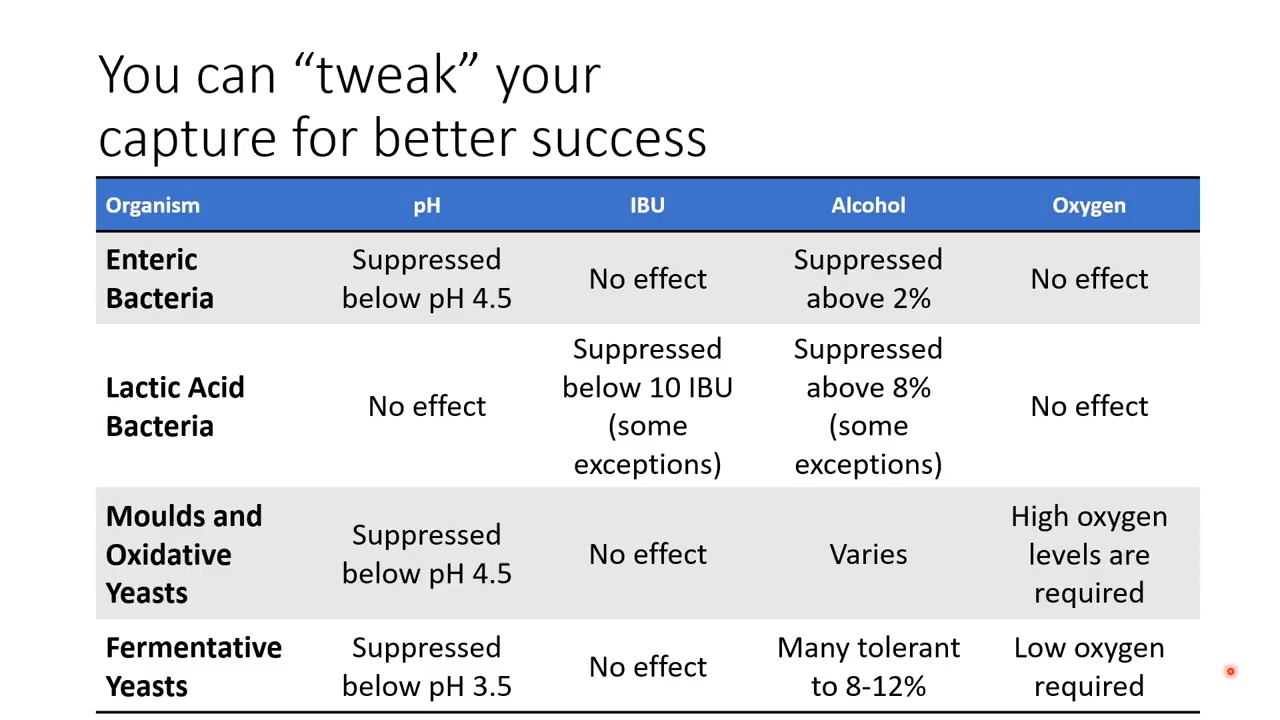 You can “tweak” your
capture for better success
Organism pH IBU Alcohol Oxygen
Enteric
Bacteria
Suppressed
below pH 4.5
No effect
Suppressed
above 2%
No effect
Lactic Acid
Bacteria
No effect
Suppressed
below 10 IBU
(some
exceptions)
Suppressed
above 8%
(some
exceptions)
No effect
Moulds and
Oxidative
Yeasts
Suppressed
below pH 4.5
No effect
Varies
High oxygen
levels are
required
Fermentative
Yeasts
Suppressed
below pH 3.5
No effect
Many tolerant
to 8-12%
Low oxygen
required